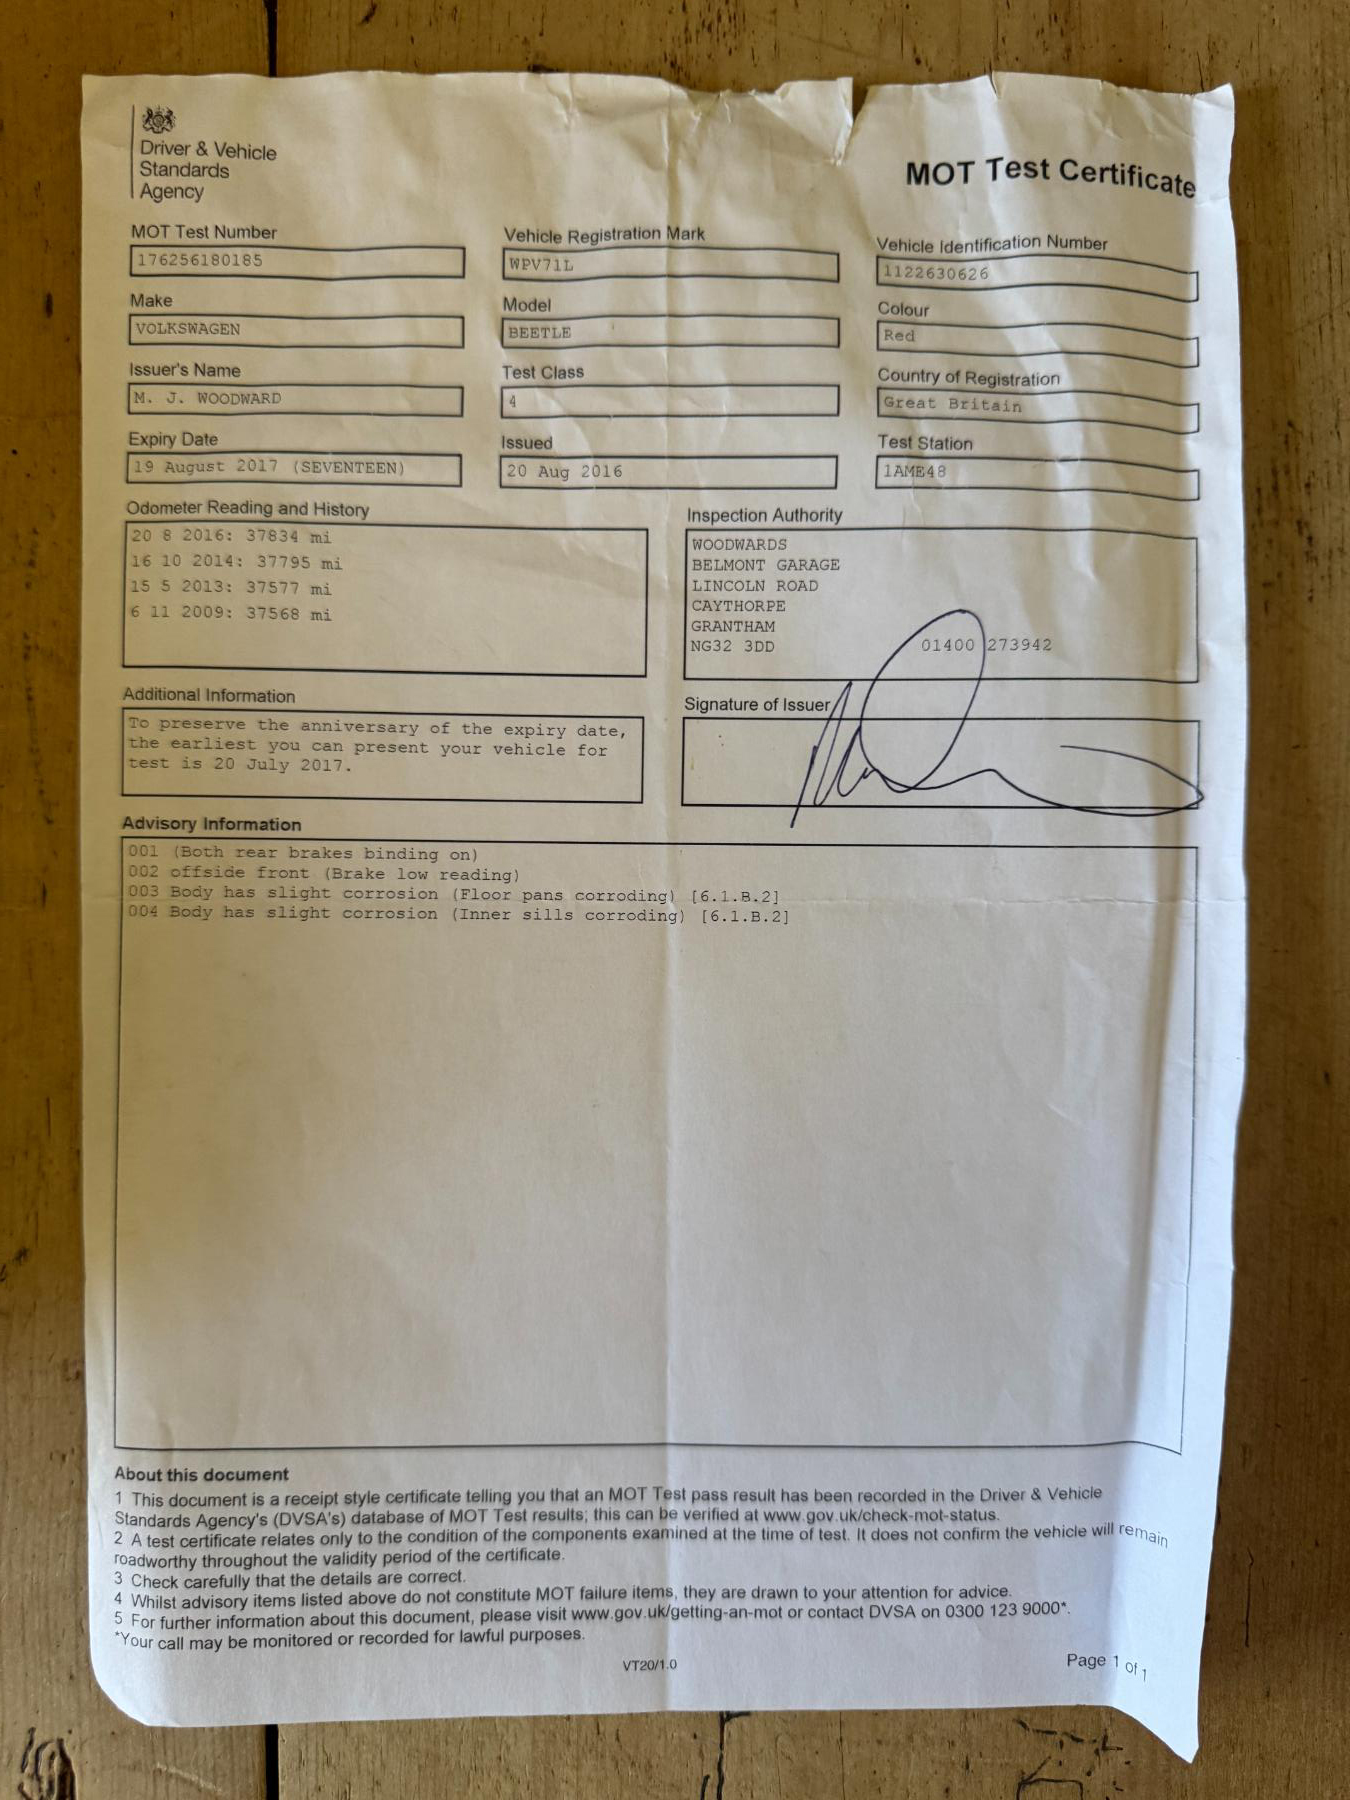 Driver & Vehicle
Standards
Agency
MOT Test Certificate
MOT Test Number
176256180185
Vehicle Registration Mark
WPV71L
Vehicle Identification Number
1122630626
Make
VOLKSWAGEN
Model
BEETLE
Colour
Red
Issuer's Name
M. J. WOODWARD
Test Class
4
Country of Registration
Great Britain
Expiry Date
19 August 2017 (SEVENTEEN)
Issued
20 Aug 2016
Test Station
1AME48
Odometer Reading and History
20 8 2016: 37834 mi
16 10 2014: 37795 mi
15 5 2013: 37577 mi
6 11 2009: 37568 mi
Inspection Authority
WOODWARDS
BELMONT GARAGE
LINCOLN ROAD
CAYTHORPE
GRANTHAM
NG32 3DD 01400 273942
Additional Information
To preserve the anniversary of the expiry date,
the earliest you can present your vehicle for
test is 20 July 2017.
Signature of Issuer
Advisory Information
001 (Both rear brakes binding on)
002 offside front (Brake low reading)
003 Body has slight corrosion (Floor pans corroding) [6.1.B.2]
004 Body has slight corrosion (Inner sills corroding) [6.1.B.2]
About this document
1 This document is a receipt style certificate telling you that an MOT Test pass result has been recorded in the Driver & Vehicle
Standards Agency's (DVSA's) database of MOT Test results; this can be verified at www.gov.uk/check-mot-status.
2 A test certificate relates only to the condition of the components examined at the time of test. It does not confirm the vehicle will remain
roadworthy throughout the validity period of the certificate.
3 Check carefully that the details are correct.
4 Whilst advisory items listed above do not constitute MOT failure items, they are drawn to your attention for advice.
5 For further information about this document, please visit www.gov.uk/getting-an-mot or contact DVSA on 0300 123 9000*.
*Your call may be monitored or recorded for lawful purposes.
VT20/1.0
Page 1 of 1